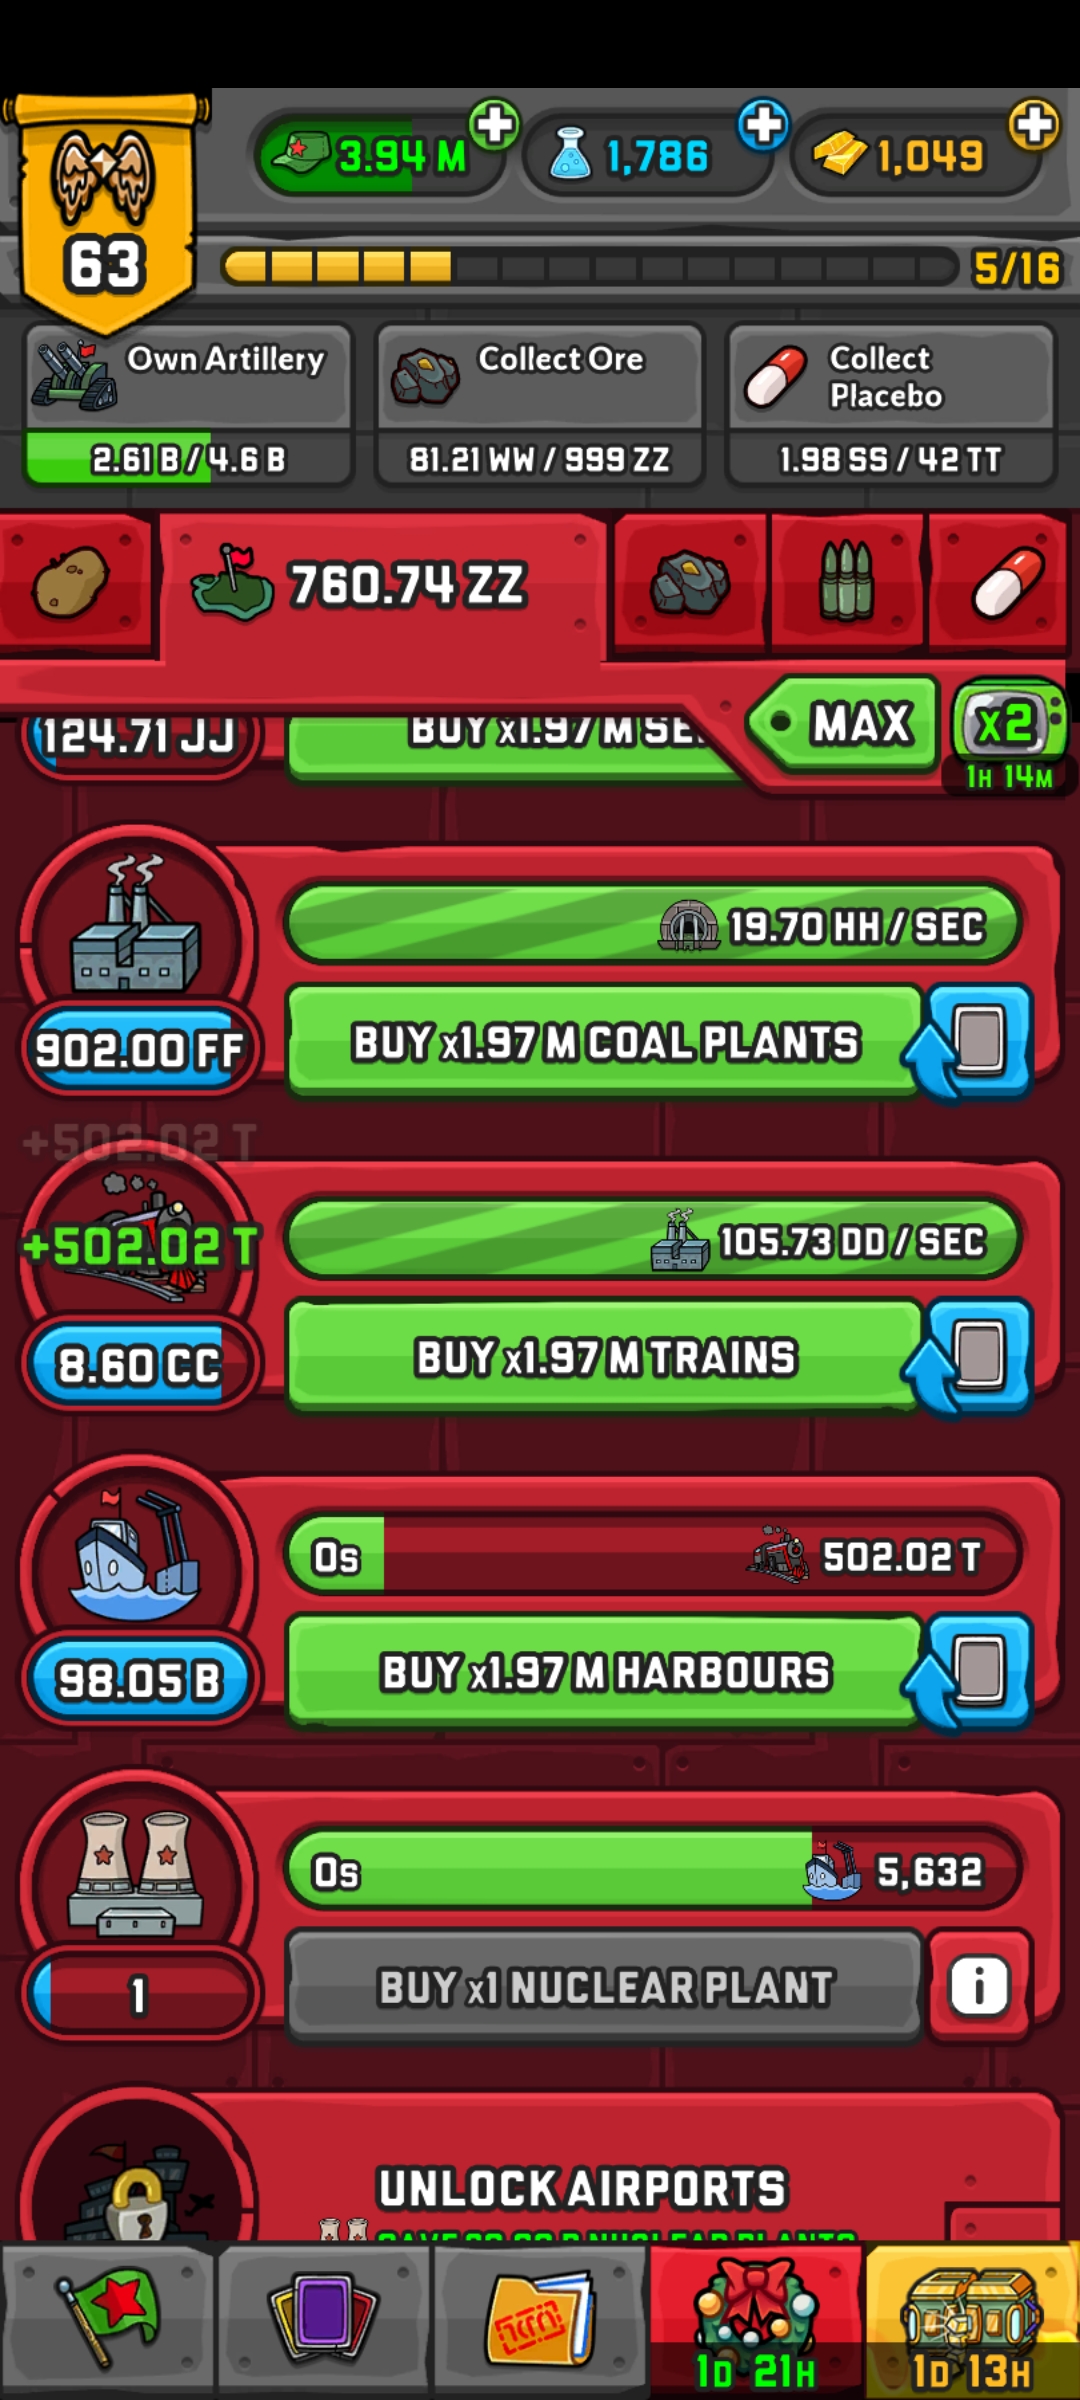 3.94 M
1,786
1,049
63
5/16
Own Artillery
2.61 B / 4.6 B
Collect Ore
81.21 WW / 999 ZZ
Collect
Placebo
1.98 SS / 42 TT
760.74 ZZ
MAX
x2
1H 14M
124.71 JJ
BUY x1.97 M SE
19.70 HH / SEC
902.00 FF
BUY x1.97 M COAL PLANTS
+502.02 T
+502.02 T
105.73 DD / SEC
8.60 CC
BUY x1.97 M TRAINS
0s
502.02 T
98.05 B
BUY x1.97 M HARBOURS
0s
5,632
1
BUY x1 NUCLEAR PLANT
i
UNLOCK AIRPORTS
NUCLEAR PLANTS
1D 21H
1D 13H